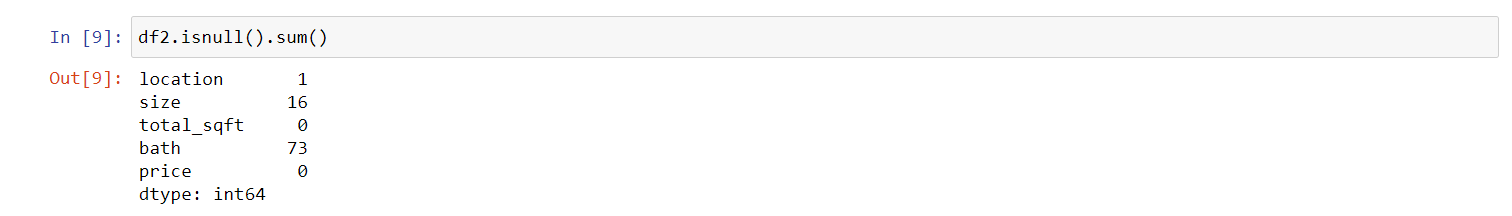 In [9]: df2.isnull().sum()
Out[9]: location 1
size 16
total_sqft 0
bath 73
price 0
dtype: int64